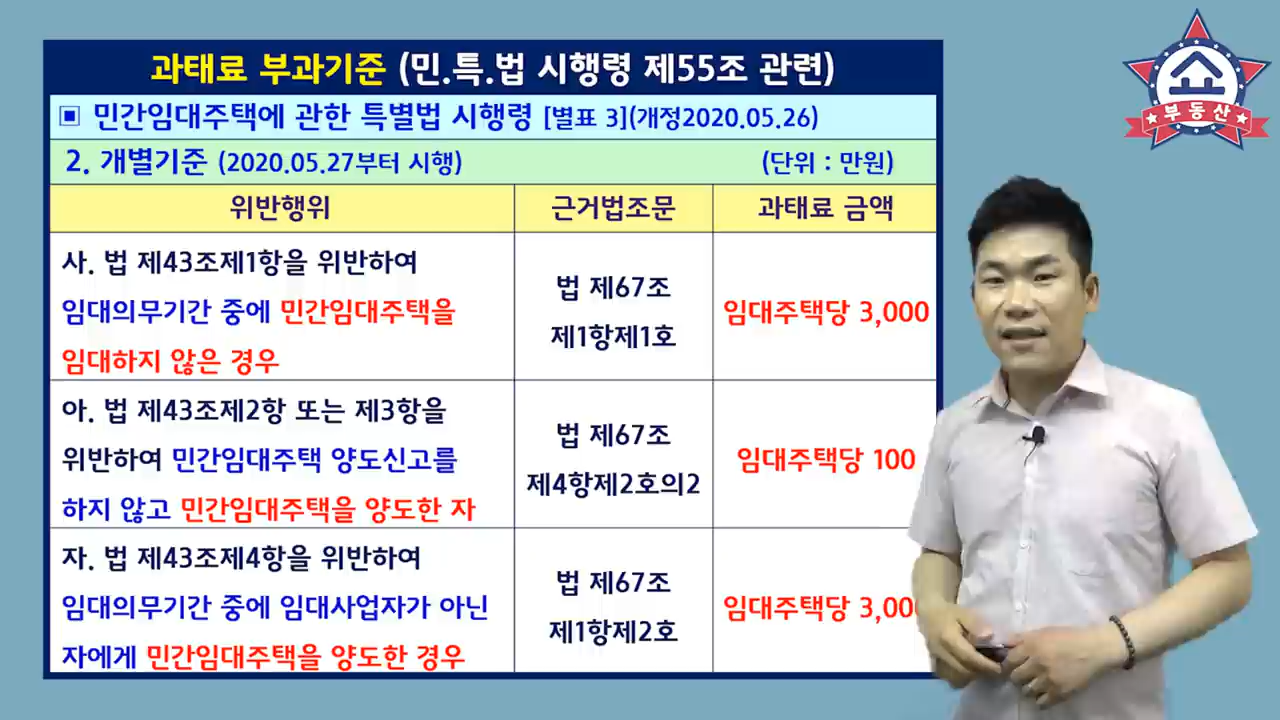 과태료 부과기준 (민.특.법 시행령 제55조 관련)
▣ 민간임대주택에 관한 특별법 시행령 [별표 3](개정2020.05.26)
2. 개별기준 (2020.05.27부터 시행) (단위 : 만원)
위반행위 근거법조문 과태료 금액
사. 법 제43조제1항을 위반하여
임대의무기간 중에 민간임대주택을
임대하지 않은 경우
법 제67조
제1항제1호
임대주택당 3,000
아. 법 제43조제2항 또는 제3항을
위반하여 민간임대주택 양도신고를
하지 않고 민간임대주택을 양도한 자
법 제67조
제4항제2호의2
임대주택당 100
자. 법 제43조제4항을 위반하여
임대의무기간 중에 임대사업자가 아닌
자에게 민간임대주택을 양도한 경우
법 제67조
제1항제2호
임대주택당 3,00
부동산